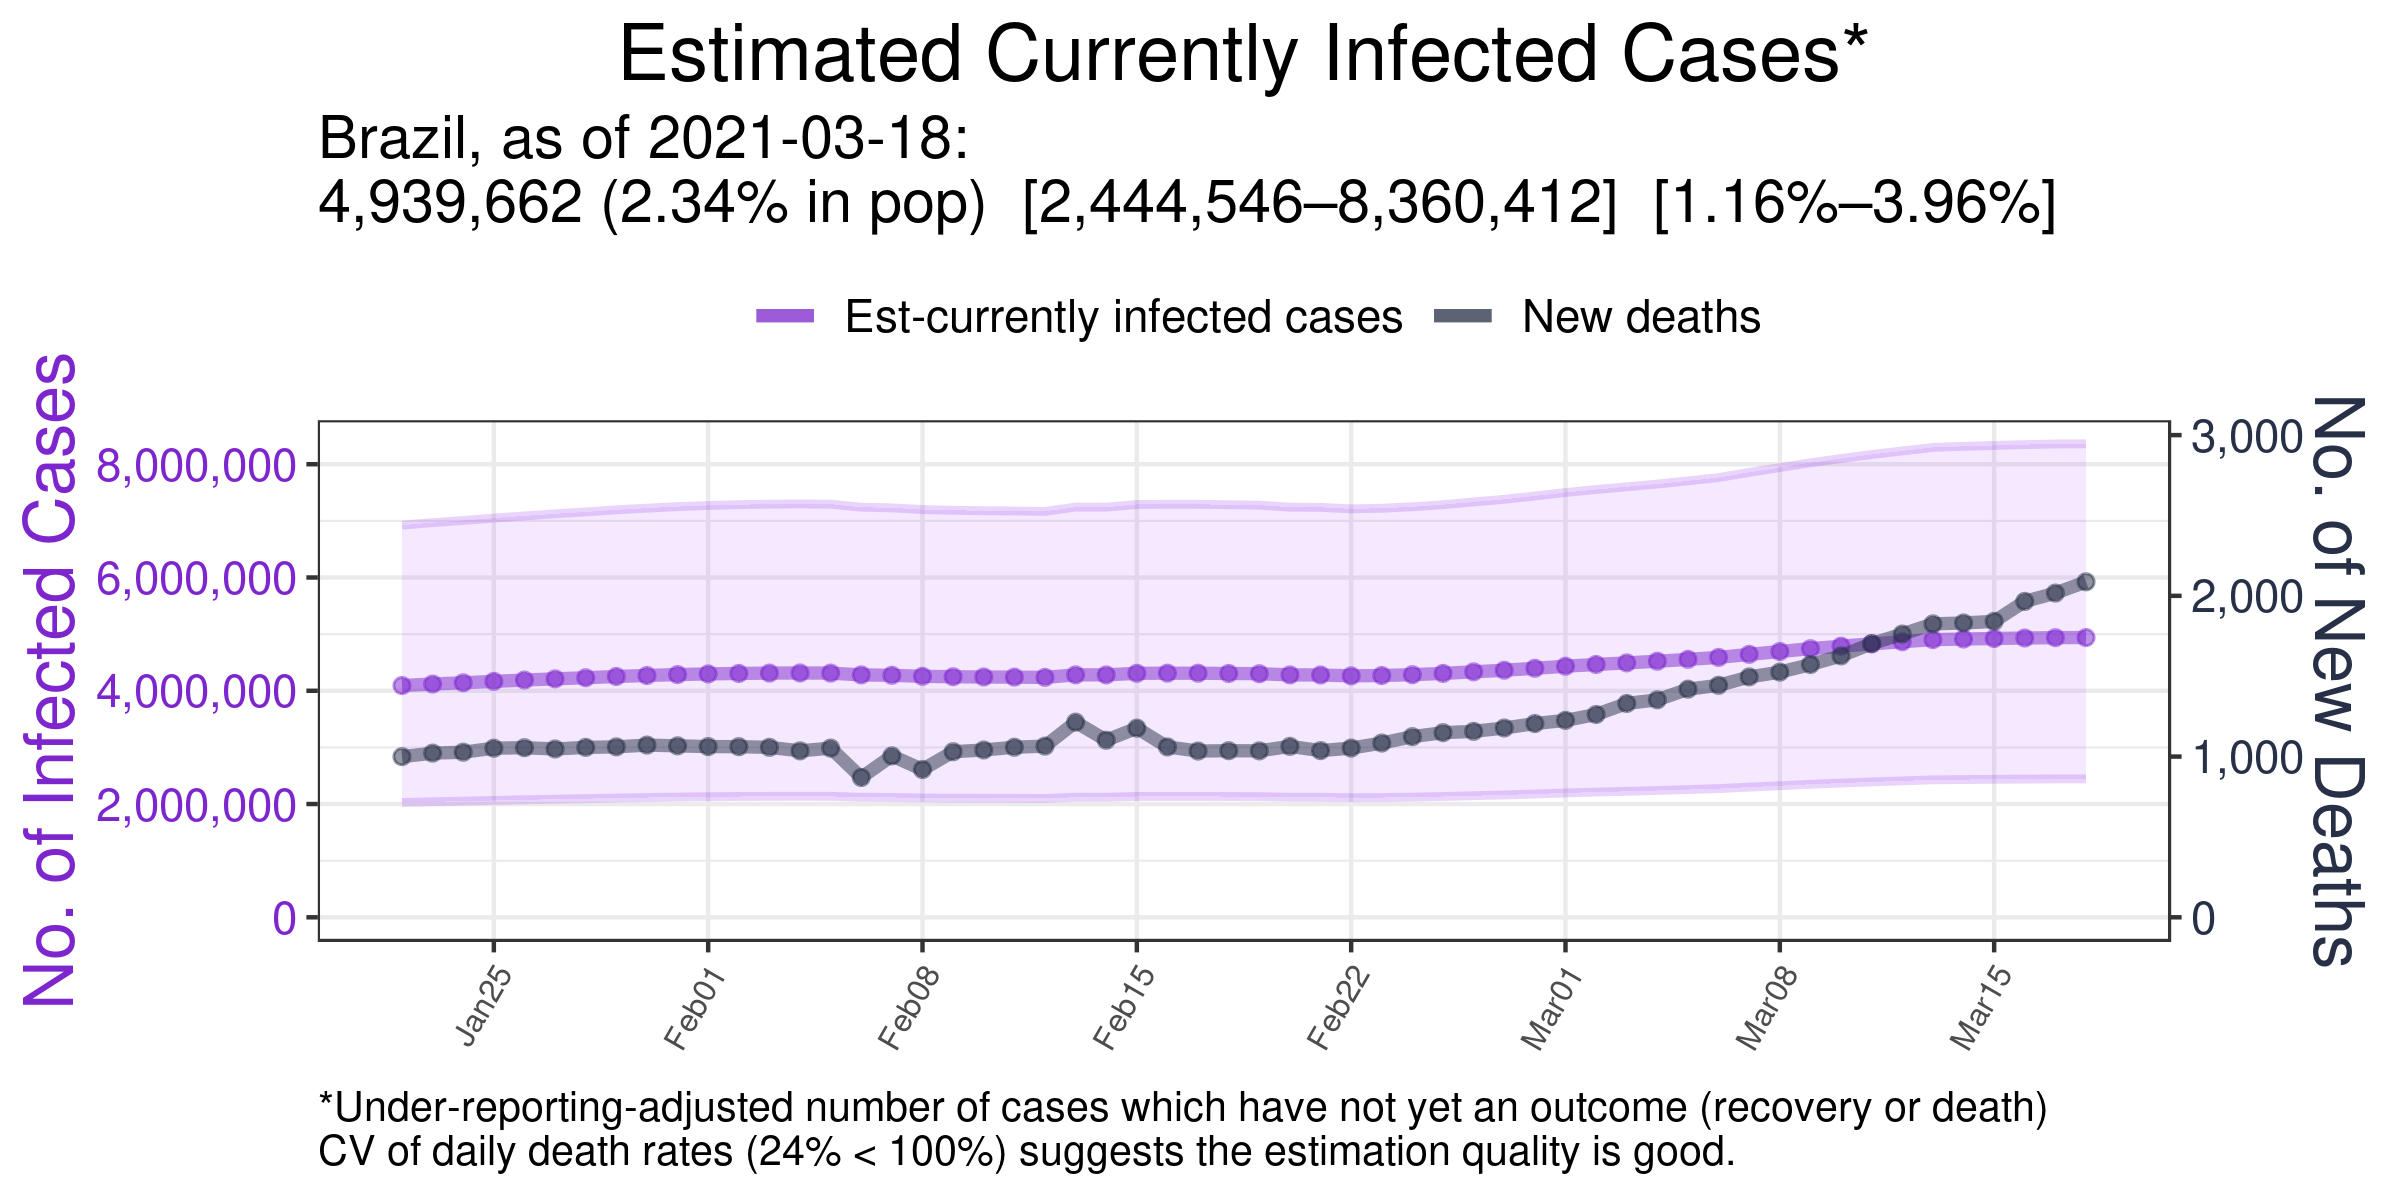 Estimated Currently Infected Cases*
Brazil, as of 2021-03-18:
4,939,662 (2.34% in pop)  [2,444,546–8,360,412]  [1.16%–3.96%]
Est-currently infected cases
New deaths
No. of Infected Cases
8,000,000
6,000,000
4,000,000
2,000,000
0
3,000
2,000
1,000
0
No. of New Deaths
Jan25
Feb01
Feb08
Feb15
Feb22
Mar01
Mar08
Mar15
*Under-reporting-adjusted number of cases which have not yet an outcome (recovery or death)
CV of daily death rates (24% < 100%) suggests the estimation quality is good.